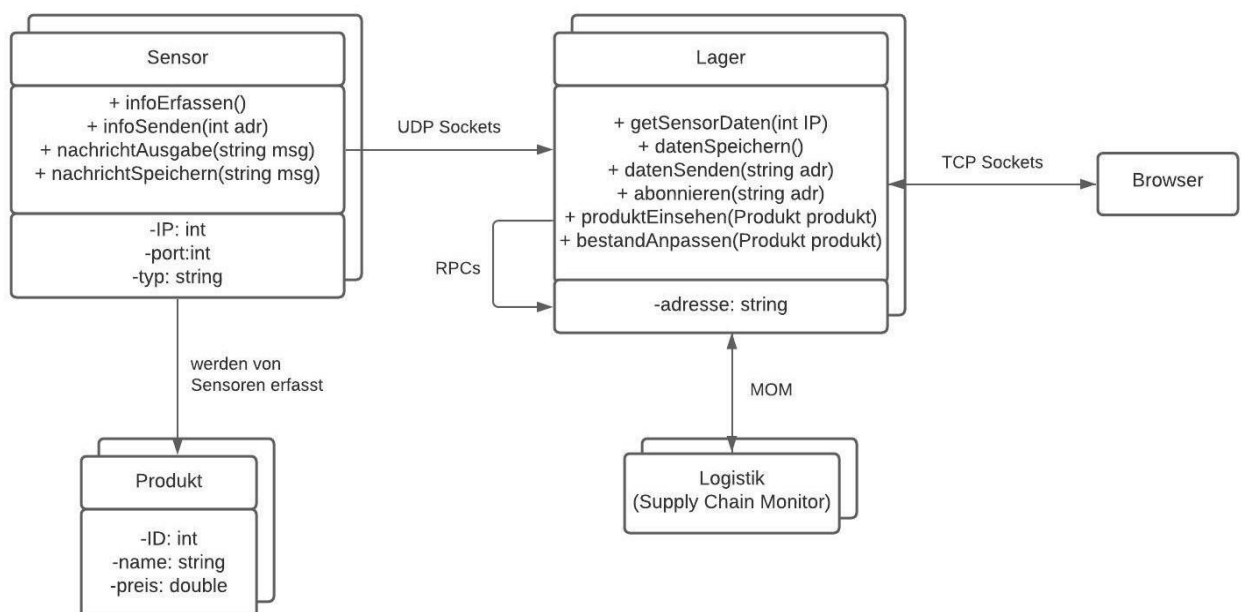 Sensor
+ infoErfassen()
+ infoSenden(int adr)
+ nachrichtAusgabe(string msg)
+ nachrichtSpeichern(string msg)
-IP: int
-port:int
-typ: string
UDP Sockets
Lager
+ getSensorDaten(int IP)
+ datenSpeichern()
+ datenSenden(string adr)
+ abonnieren(string adr)
+ produktEinsehen(Produkt produkt)
+ bestandAnpassen(Produkt produkt)
-adresse: string
RPCs
TCP Sockets
Browser
werden von
Sensoren erfasst
MOM
Produkt
-ID: int
-name: string
-preis: double
Logistik
(Supply Chain Monitor)